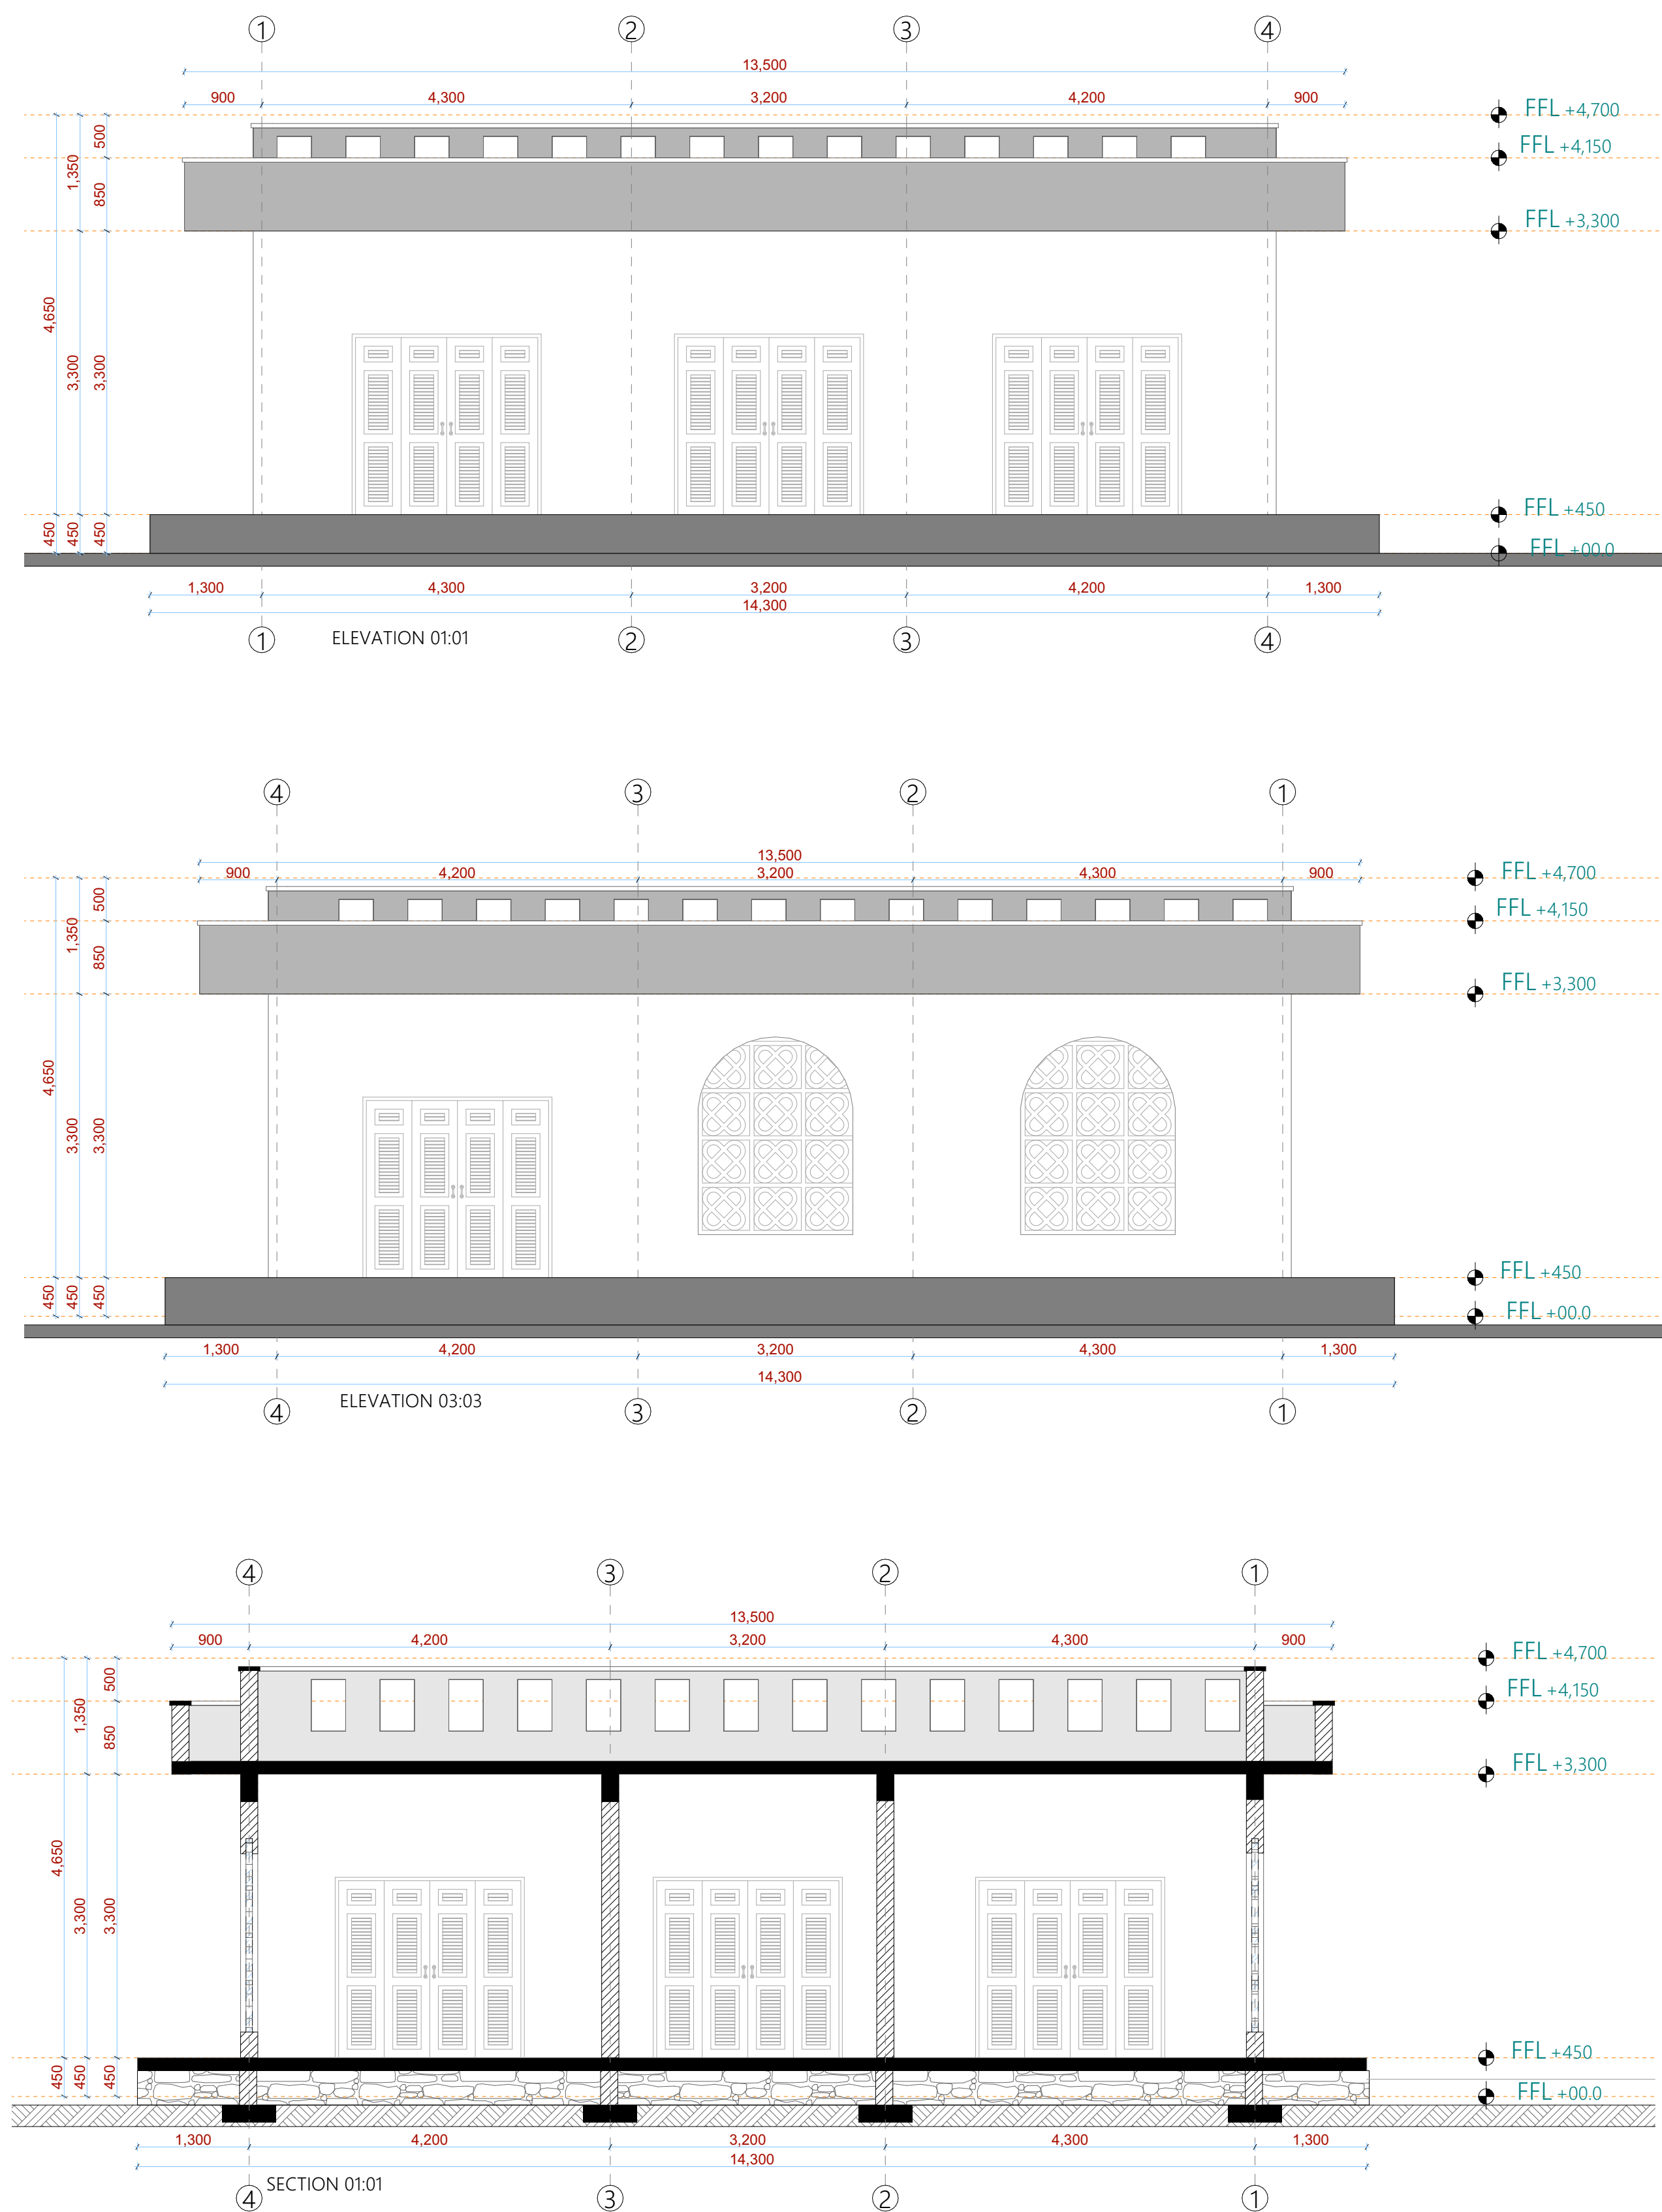 1 2 3 4
13,500
900 4,300 3,200 4,200 900
FFL +4,700
500
FFL +4,150
1,350
850
FFL +3,300
4,650
3,300 3,300
FFL +450
450 450 450
FFL +00.0
1,300 4,300 3,200 4,200 1,300
14,300
1 ELEVATION 01:01 2 3 4
4 3 2 1
13,500
900 4,200 3,200 4,300 900
FFL +4,700
500
FFL +4,150
1,350
850
FFL +3,300
4,650
3,300 3,300
FFL +450
450 450 450
FFL +00.0
1,300 4,200 3,200 4,300 1,300
14,300
ELEVATION 03:03
4 3 2 1
4 3 2 1
13,500
900 4,200 3,200 4,300 900
FFL +4,700
500
FFL +4,150
1,350
850
FFL +3,300
4,650
3,300 3,300
FFL +450
450 450 450
FFL +00.0
1,300 4,200 3,200 4,300 1,300
14,300
SECTION 01:01
4 3 2 1